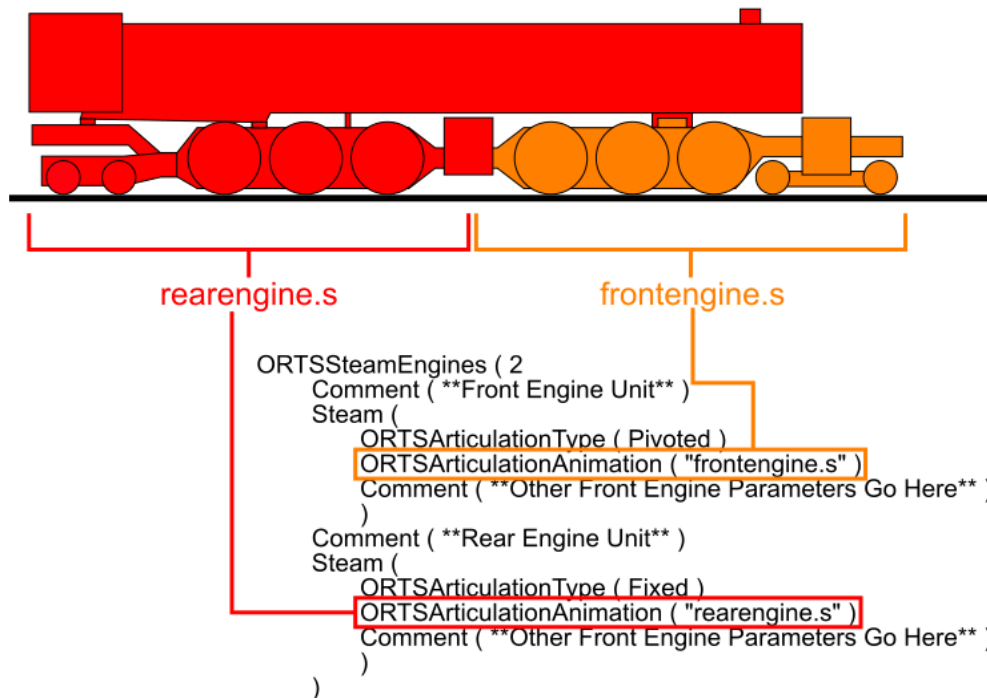 rearengine.s
frontengine.s
ORTSSteamEngines ( 2
Comment ( **Front Engine Unit** )
Steam (
ORTSArticulationType ( Pivoted )
ORTSArticulationAnimation ( "frontengine.s" )
Comment ( **Other Front Engine Parameters Go Here** )
)
Comment ( **Rear Engine Unit** )
Steam (
ORTSArticulationType ( Fixed )
ORTSArticulationAnimation ( "rearengine.s" )
Comment ( **Other Front Engine Parameters Go Here** )
)
)